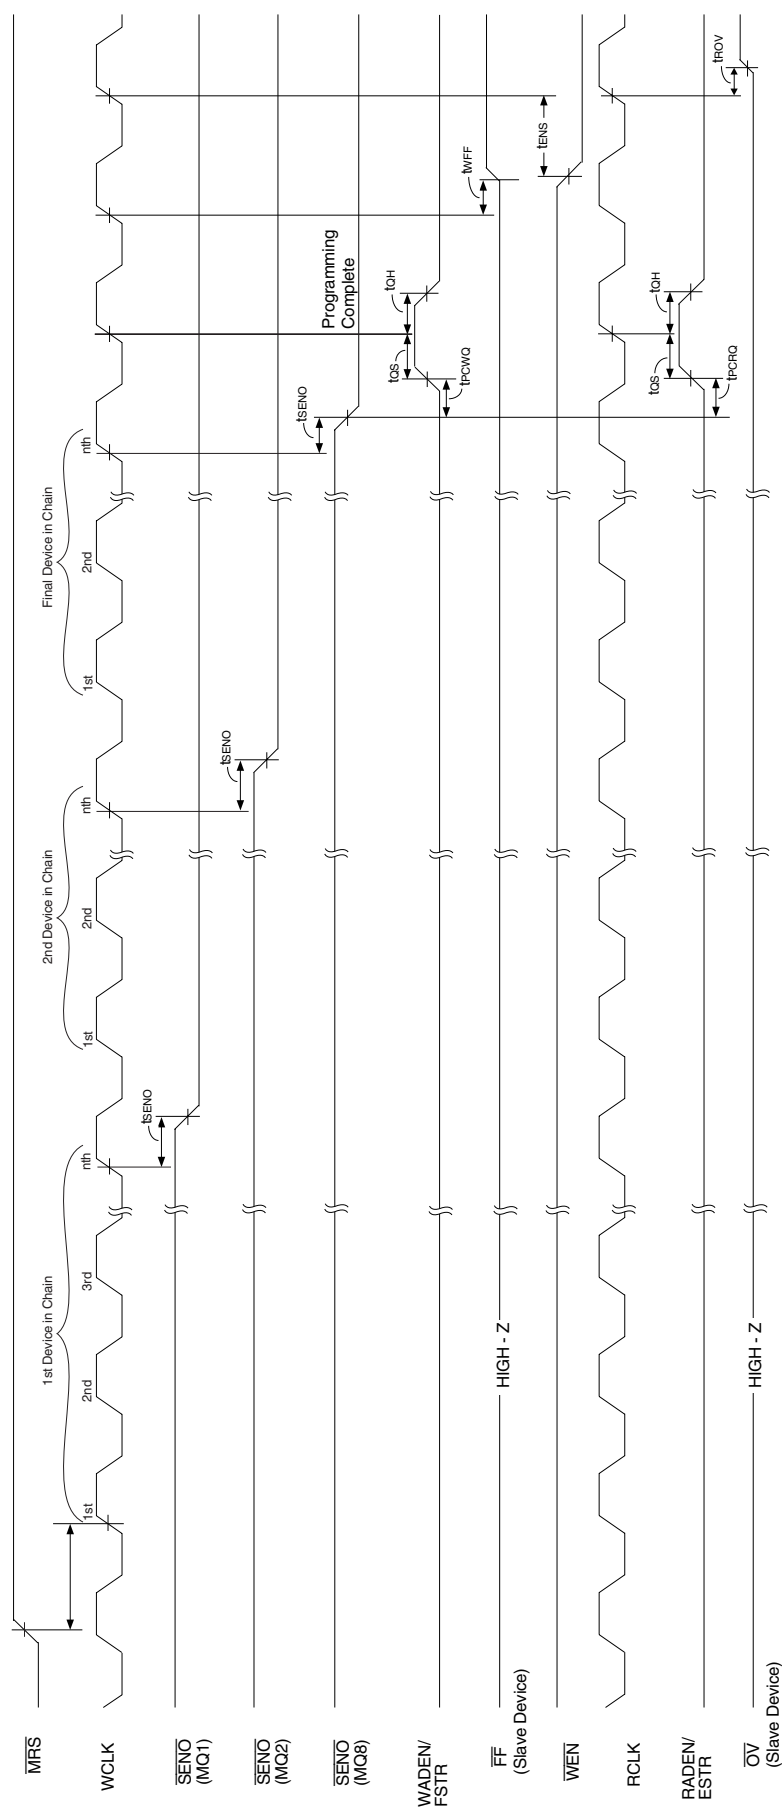 MRS
WCLK
SENO
(MQ1)
SENO
(MQ2)
SENO
(MQ8)
WADEN/
FSTR
FF
(Slave Device)
WEN
RCLK
RADEN/
ESTR
OV
(Slave Device)
1st Device in Chain
1st
2nd
3rd
nth
2nd Device in Chain
1st
2nd
nth
Final Device in Chain
1st
2nd
nth
tSENO
tSENO
tSENO
Programming
Complete
tQS
tQH
tPCWQ
HIGH - Z
tWFF
tENS
tQS
tQH
tPCRQ
HIGH - Z
tROV